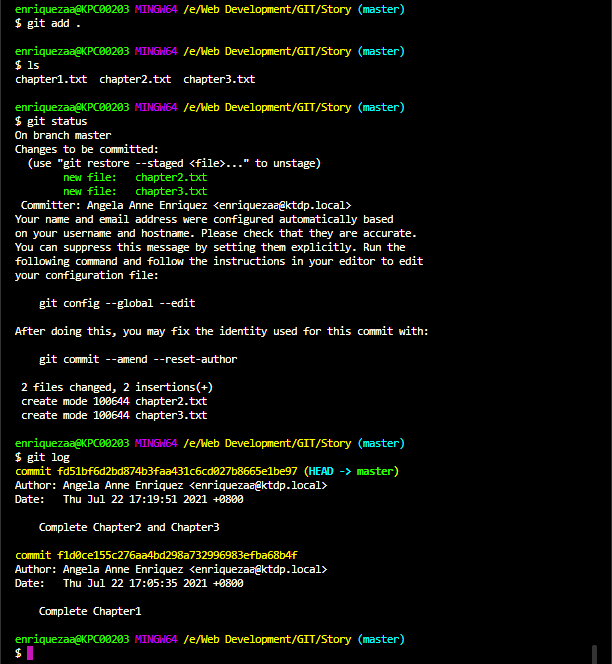 enriquezaa@KPC00203 MINGW64 /e/Web Development/GIT/Story (master)
$ git add .
enriquezaa@KPC00203 MINGW64 /e/Web Development/GIT/Story (master)
$ ls
chapter1.txt  chapter2.txt  chapter3.txt
enriquezaa@KPC00203 MINGW64 /e/Web Development/GIT/Story (master)
$ git status
On branch master
Changes to be committed:
  (use "git restore --staged <file>..." to unstage)
        new file:   chapter2.txt
        new file:   chapter3.txt
 Committer: Angela Anne Enriquez <enriquezaa@ktdp.local>
Your name and email address were configured automatically based
on your username and hostname. Please check that they are accurate.
You can suppress this message by setting them explicitly. Run the
following command and follow the instructions in your editor to edit
your configuration file:
    git config --global --edit
After doing this, you may fix the identity used for this commit with:
    git commit --amend --reset-author
 2 files changed, 2 insertions(+)
 create mode 100644 chapter2.txt
 create mode 100644 chapter3.txt
enriquezaa@KPC00203 MINGW64 /e/Web Development/GIT/Story (master)
$ git log
commit fd51bf6d2bd874b3faa431c6cd027b8665e1be97 (HEAD -> master)
Author: Angela Anne Enriquez <enriquezaa@ktdp.local>
Date:   Thu Jul 22 17:19:51 2021 +0800
    Complete Chapter2 and Chapter3
commit f1d0ce155c276aa4bd298a732996983efba68b4f
Author: Angela Anne Enriquez <enriquezaa@ktdp.local>
Date:   Thu Jul 22 17:05:35 2021 +0800
    Complete Chapter1
enriquezaa@KPC00203 MINGW64 /e/Web Development/GIT/Story (master)
$